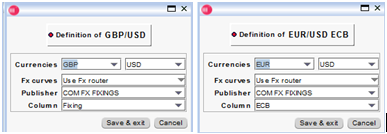 Definition of GBP/USD
Currencies GBP USD
Fx curves Use Fx router
Publisher COM FX FIXINGS
Column Fixing
Save & exit Cancel
Definition of EUR/USD ECB
Currencies EUR USD
Fx curves Use Fx router
Publisher COM FX FIXINGS
Column ECB
Save & exit Cancel